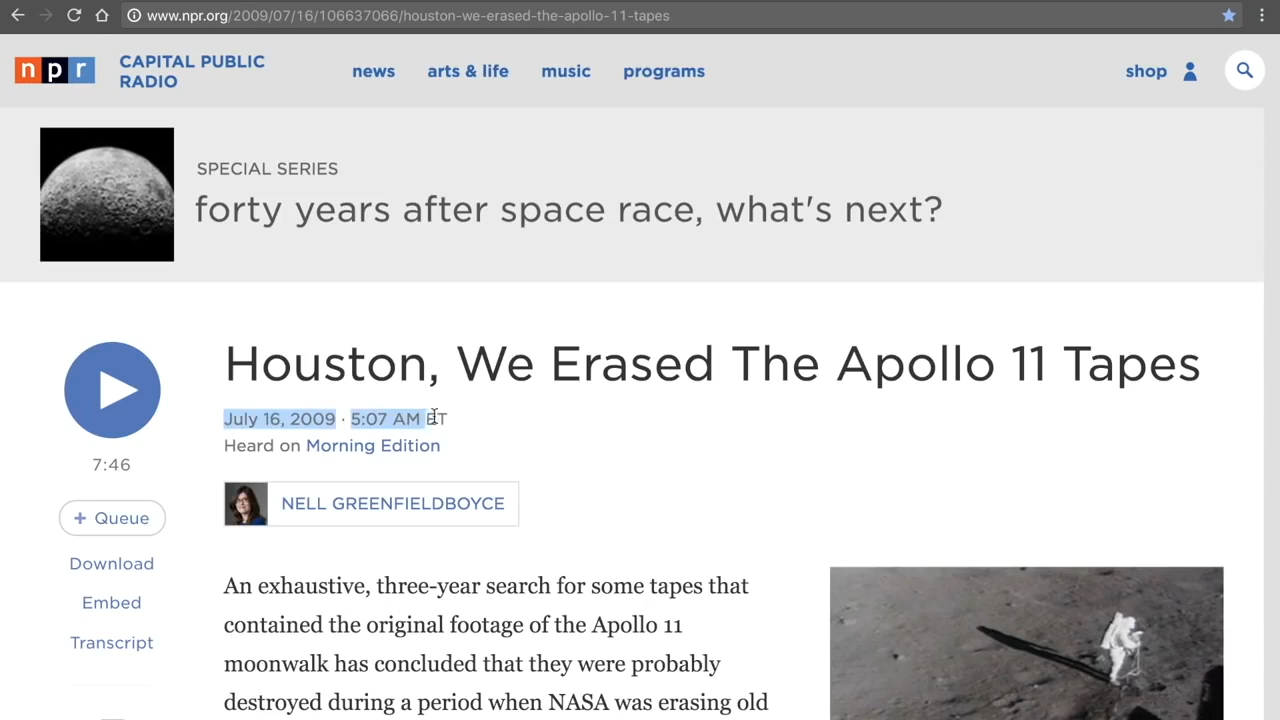 www.npr.org/2009/07/16/106637066/houston-we-erased-the-apollo-11-tapes
npr
CAPITAL PUBLIC
RADIO
news arts & life music programs
shop
SPECIAL SERIES
forty years after space race, what's next?
Houston, We Erased The Apollo 11 Tapes
July 16, 2009 · 5:07 AM ET
Heard on Morning Edition
7:46
NELL GREENFIELDBOYCE
+ Queue
Download
Embed
Transcript
An exhaustive, three-year search for some tapes that
contained the original footage of the Apollo 11
moonwalk has concluded that they were probably
destroyed during a period when NASA was erasing old